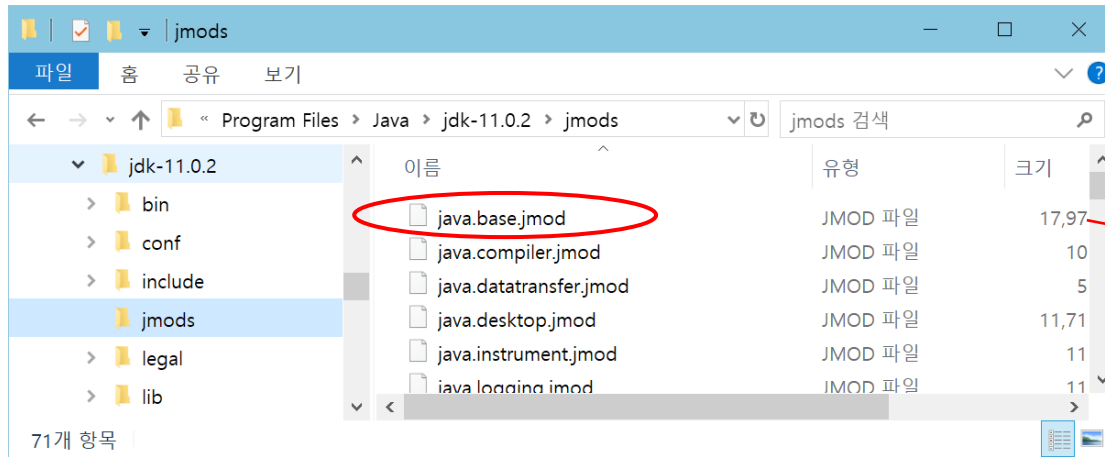 jmods
파일 홈 공유 보기
« Program Files > Java > jdk-11.0.2 > jmods
jmods 검색
jdk-11.0.2
bin
conf
include
jmods
legal
lib
이름 유형 크기
java.base.jmod JMOD 파일 17,97
java.compiler.jmod JMOD 파일 10
java.datatransfer.jmod JMOD 파일 5
java.desktop.jmod JMOD 파일 11,71
java.instrument.jmod JMOD 파일 11
java.logging.jmod JMOD 파일 11
71개 항목